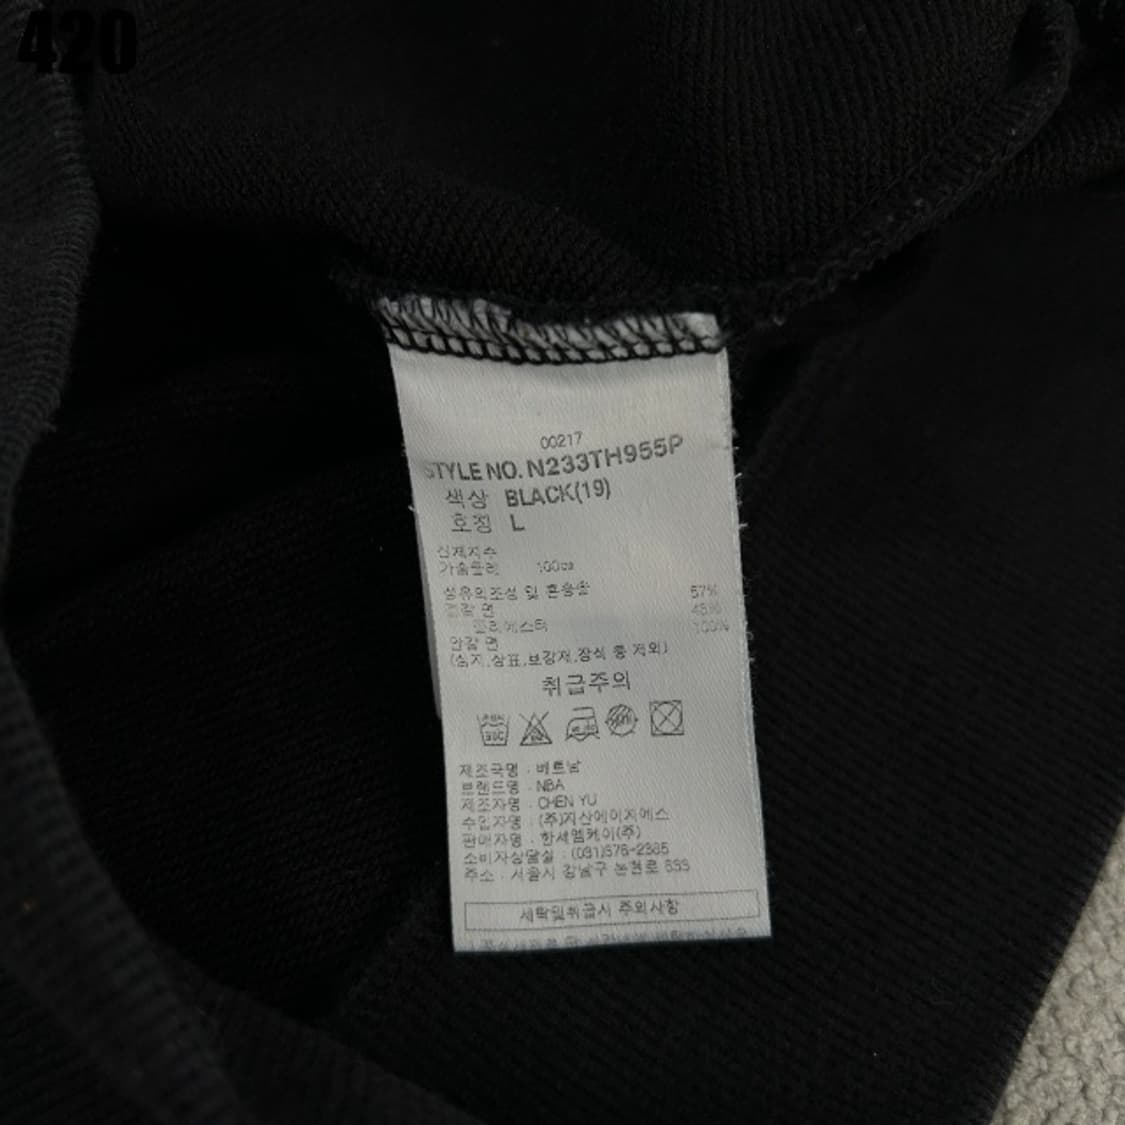 420
00217
STYLE NO. N233TH955P
색상 BLACK(19)
호칭 L
신체치수
가슴둘레 100cm
섬유의조성 및 혼용율
겉감 면 57%
폴리에스터 43%
안감 면 100%
(심지,상표,보강재,장식 등 제외)
취급주의
제조국명 : 베트남
브랜드명 : NBA
제조자명 : CHEN YU
수입자명 : (주)지산에이치에스
판매자명 : 한세엠케이(주)
소비자상담실 : (031)376-2385
주소 : 서울시 강남구 논현로 633
세탁및취급시 주의사항